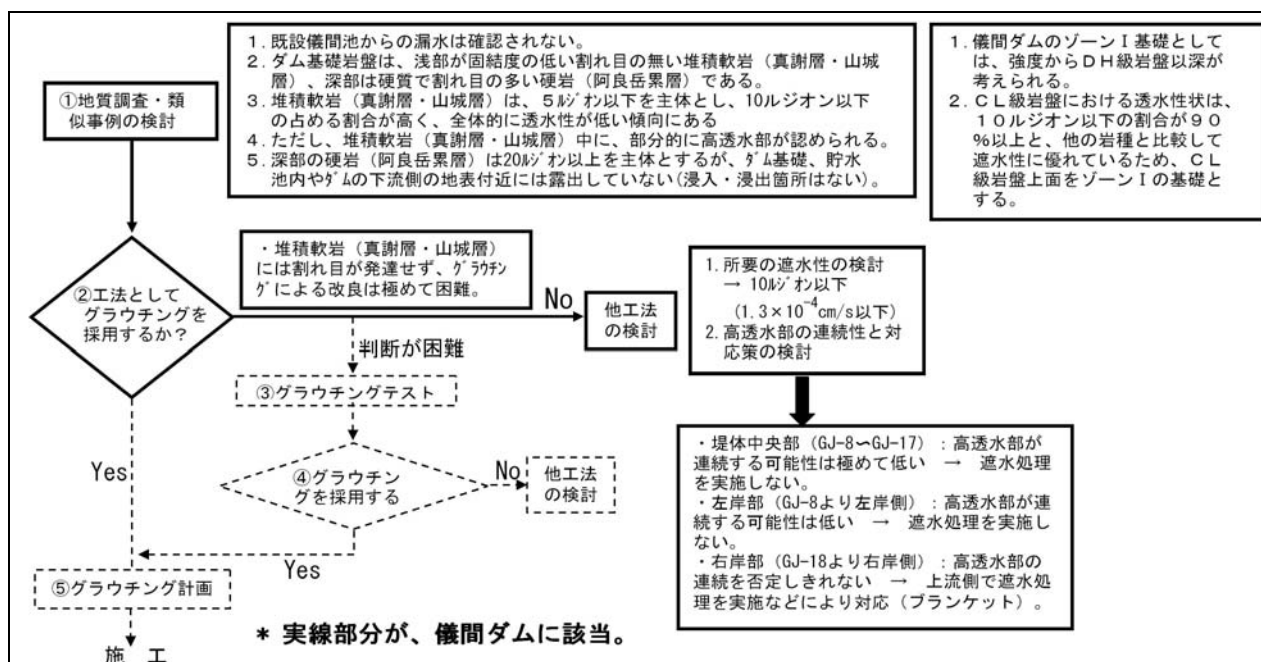 ①地質調査・類
似事例の検討
1. 既設儀間池からの漏水は確認されない。
2. ダム基礎岩盤は、浅部が固結度の低い割れ目の無い堆積軟岩（真謝層・山城
層）、深部は硬質で割れ目の多い硬岩（阿良岳累層）である。
3. 堆積軟岩（真謝層・山城層）は、５ﾙｼﾞｵﾝ以下を主体とし、10ルジオン以下
の占める割合が高く、全体的に透水性が低い傾向にある
4. ただし、堆積軟岩（真謝層・山城層）中に、部分的に高透水部が認められる。
5. 深部の硬岩（阿良岳累層）は20ﾙｼﾞｵﾝ以上を主体とするが、ﾀﾞﾑ基礎、貯水
池内やダムの下流側の地表付近には露出していない(浸入・浸出箇所はない)。
1. 儀間ダムのゾーンⅠ基礎として
は、強度からＤＨ級岩盤以深が
考えられる。
2. ＣＬ級岩盤における透水性状は、
１０ルジオン以下の割合が９０
％以上と、他の岩種と比較して
遮水性に優れているため、ＣＬ
級岩盤上面をゾーンⅠの基礎と
する。
②工法として
グラウチングを
採用するか？
・堆積軟岩（真謝層・山城層）
には割れ目が発達せず、ｸﾞﾗｳﾁﾝ
ｸﾞによる改良は極めて困難。
No
他工法
の検討
1. 所要の遮水性の検討
→ 10ﾙｼﾞｵﾝ以下
（1.3×10⁻⁴cm/s以下）
2. 高透水部の連続性と対
応策の検討
判断が困難
③グラウチングテスト
Yes
④グラウチン
グを採用する
No
他工法
の検討
Yes
⑤グラウチング計画
施 工
・堤体中央部（GJ-8～GJ-17）：高透水部が
連続する可能性は極めて低い → 遮水処理
を実施しない。
・左岸部（GJ-8より左岸側）：高透水部が連
続する可能性は低い → 遮水処理を実施し
ない。
・右岸部（GJ-18より右岸側）：高透水部の
連続を否定しきれない → 上流側で遮水処
理を実施などにより対応（ブランケット）。
* 実線部分が、儀間ダムに該当。